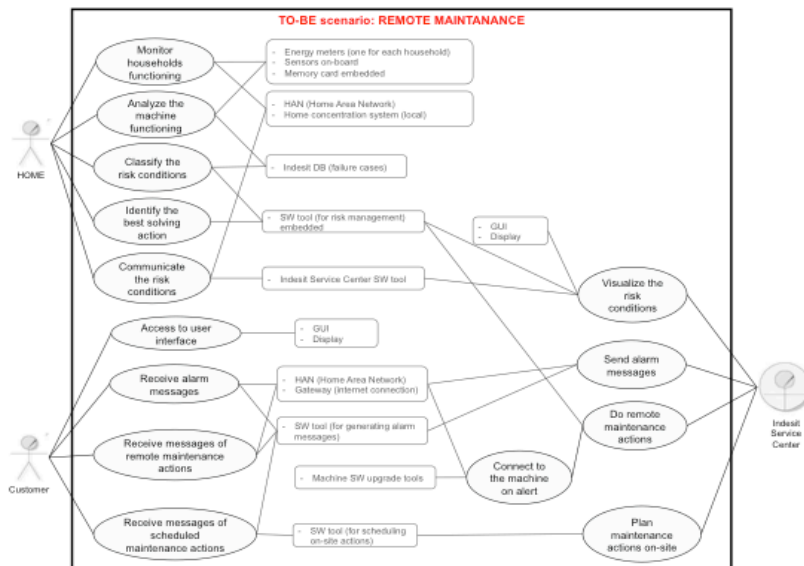 TO-BE scenario: REMOTE MAINTANANCE
Monitor
households
functioning
- Energy meters (one for each household)
- Sensors on-board
- Memory card embedded
Analyze the
machine
functioning
- HAN (Home Area Network)
- Home concentration system (local)
HOME
Classify the
risk conditions
- Indesit DB (failure cases)
Identify the
best solving
action
- SW tool (for risk management)
embedded
- GUI
- Display
Communicate
the risk
conditions
- Indesit Service Center SW tool
Visualize the
risk
conditions
Access to user
interface
- GUI
- Display
Send alarm
messages
Receive alarm
messages
- HAN (Home Area Network)
- Gateway (internet connection)
Indesit
Service
Center
Do remote
maintenance
actions
- SW tool (for generating alarm
messages)
Receive messages of
remote maintenance
actions
Customer
- Machine SW upgrade tools
Connect to
the machine
on alert
Receive messages of
scheduled
maintenance actions
- SW tool (for scheduling
on-site actions)
Plan
maintenance
actions on-site